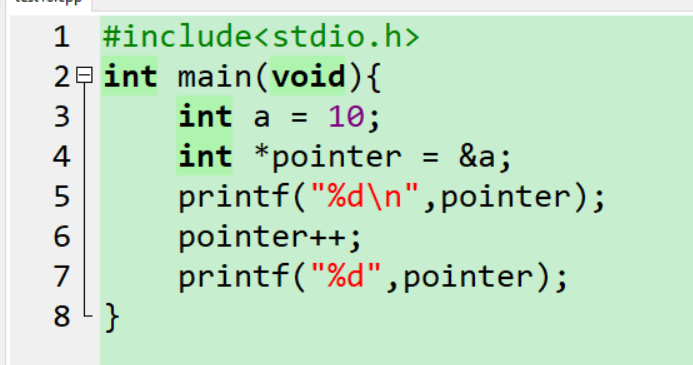 1 #include<stdio.h>
2 int main(void){
3 int a = 10;
4 int *pointer = &a;
5 printf("%d\n",pointer);
6 pointer++;
7 printf("%d",pointer);
8 }